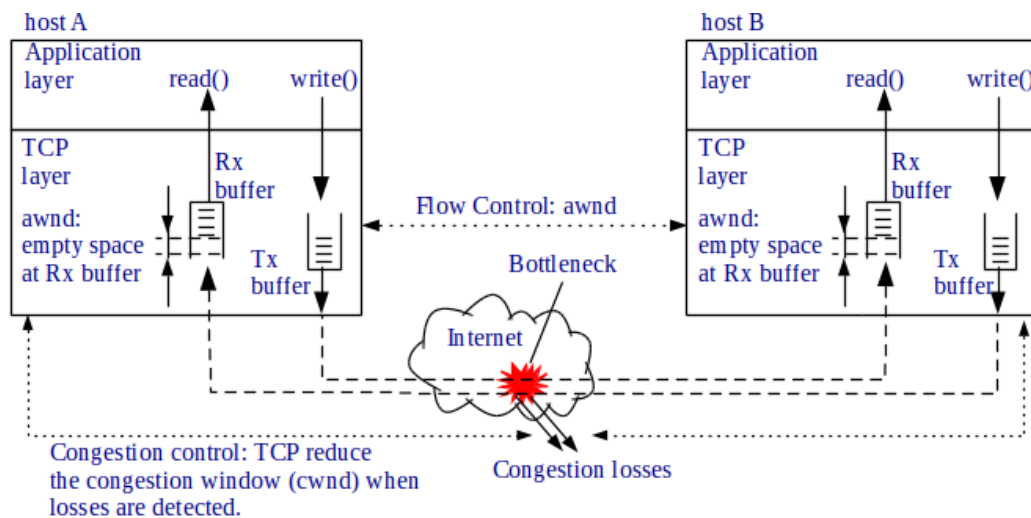 host A
Application
layer
read()
write()
TCP
layer
Rx
buffer
awnd:
empty space
at Rx buffer
Tx
buffer
host B
Application
layer
read()
write()
TCP
layer
Rx
buffer
awnd:
empty space
at Rx buffer
Tx
buffer
Flow Control: awnd
Bottleneck
Internet
Congestion losses
Congestion control: TCP reduce
the congestion window (cwnd) when
losses are detected.